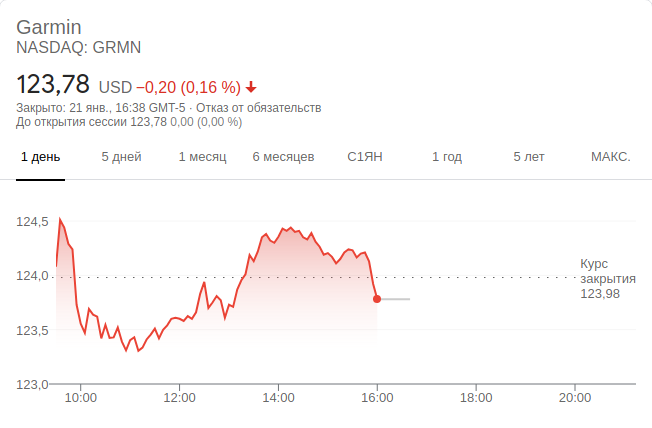 Garmin
NASDAQ: GRMN
123,78 USD −0,20 (0,16 %)
Закрыто: 21 янв., 16:38 GMT-5 · Отказ от обязательств
До открытия сессии 123,78 0,00 (0,00 %)
1 день 5 дней 1 месяц 6 месяцев С1ЯН 1 год 5 лет МАКС.
124,5
124,0
123,5
123,0
Курс
закрытия
123,98
10:00 12:00 14:00 16:00 18:00 20:00